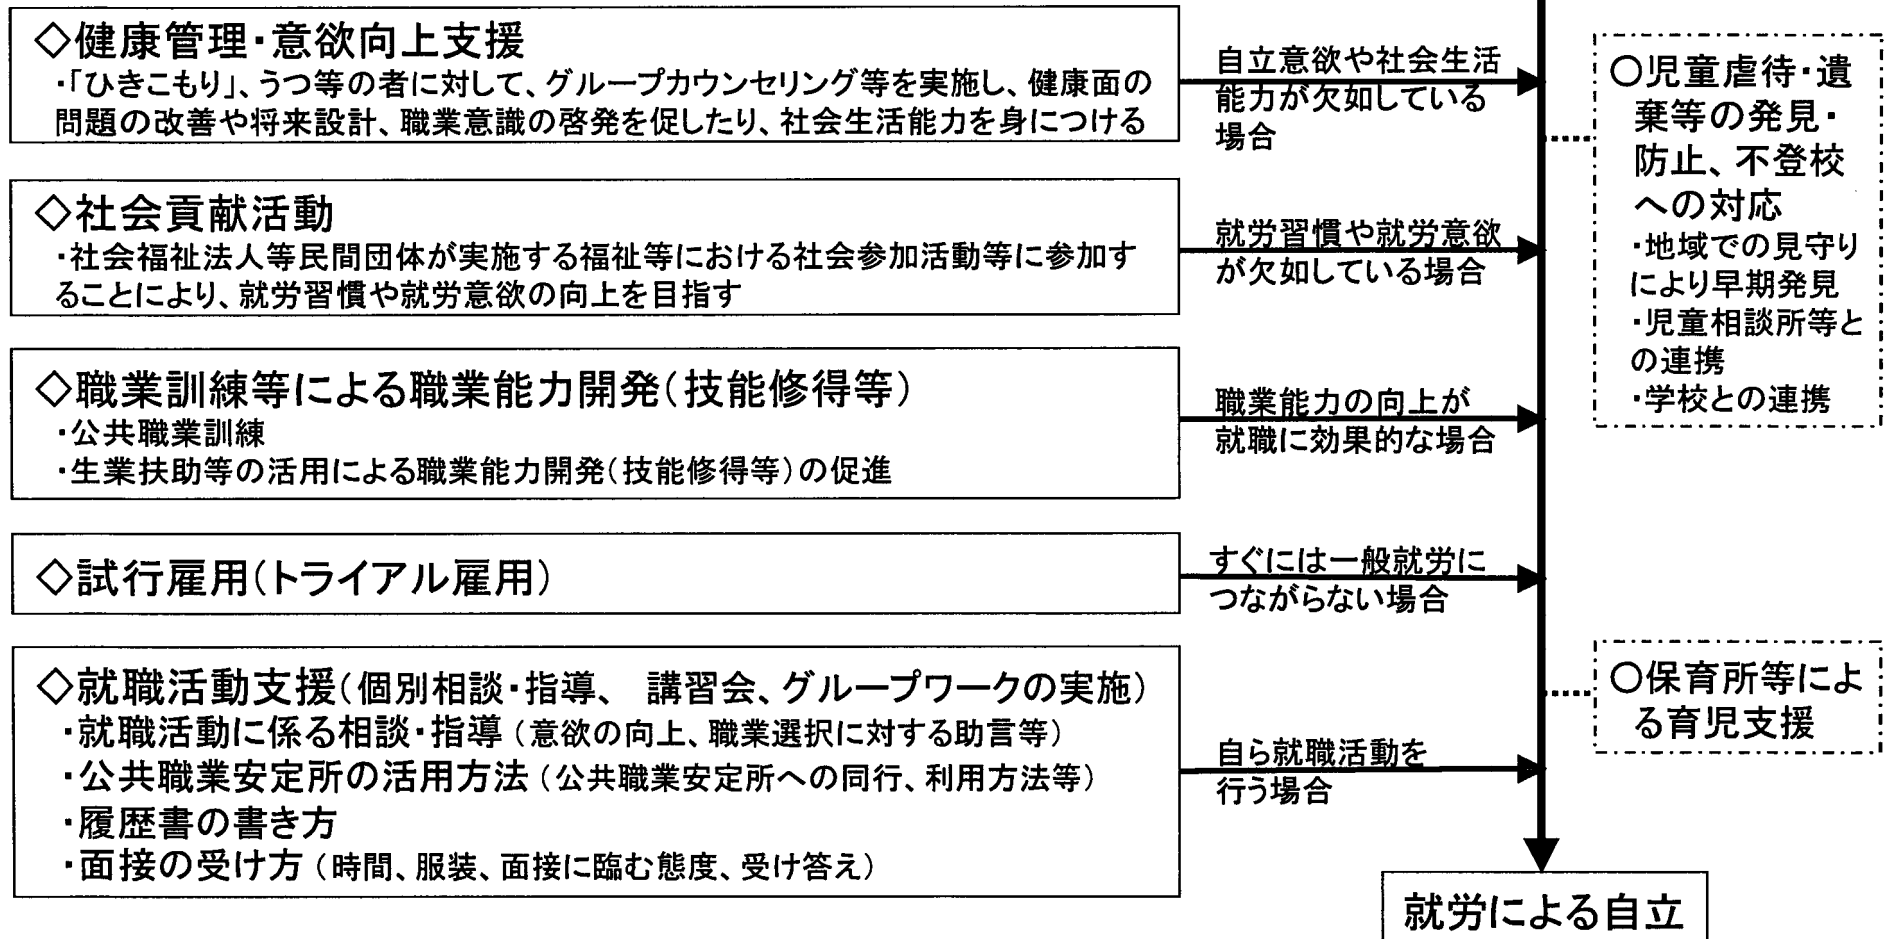 ◇健康管理・意欲向上支援
・「ひきこもり」、うつ等の者に対して、グループカウンセリング等を実施し、健康面の
問題の改善や将来設計、職業意識の啓発を促したり、社会生活能力を身につける
自立意欲や社会生活
能力が欠如している
場合
◇社会貢献活動
・社会福祉法人等民間団体が実施する福祉等における社会参加活動等に参加す
ることにより、就労習慣や就労意欲の向上を目指す
就労習慣や就労意欲
が欠如している場合
◇職業訓練等による職業能力開発(技能修得等)
・公共職業訓練
・生業扶助等の活用による職業能力開発(技能修得等)の促進
職業能力の向上が
就職に効果的な場合
◇試行雇用(トライアル雇用)
すぐには一般就労に
つながらない場合
◇就職活動支援(個別相談・指導、 講習会、グループワークの実施)
・就職活動に係る相談・指導(意欲の向上、職業選択に対する助言等)
・公共職業安定所の活用方法(公共職業安定所への同行、利用方法等)
・履歴書の書き方
・面接の受け方(時間、服装、面接に臨む態度、受け答え)
自ら就職活動を
行う場合
○児童虐待・遺
棄等の発見・
防止、不登校
への対応
・地域での見守り
により早期発見
・児童相談所等と
の連携
・学校との連携
○保育所等によ
る育児支援
就労による自立